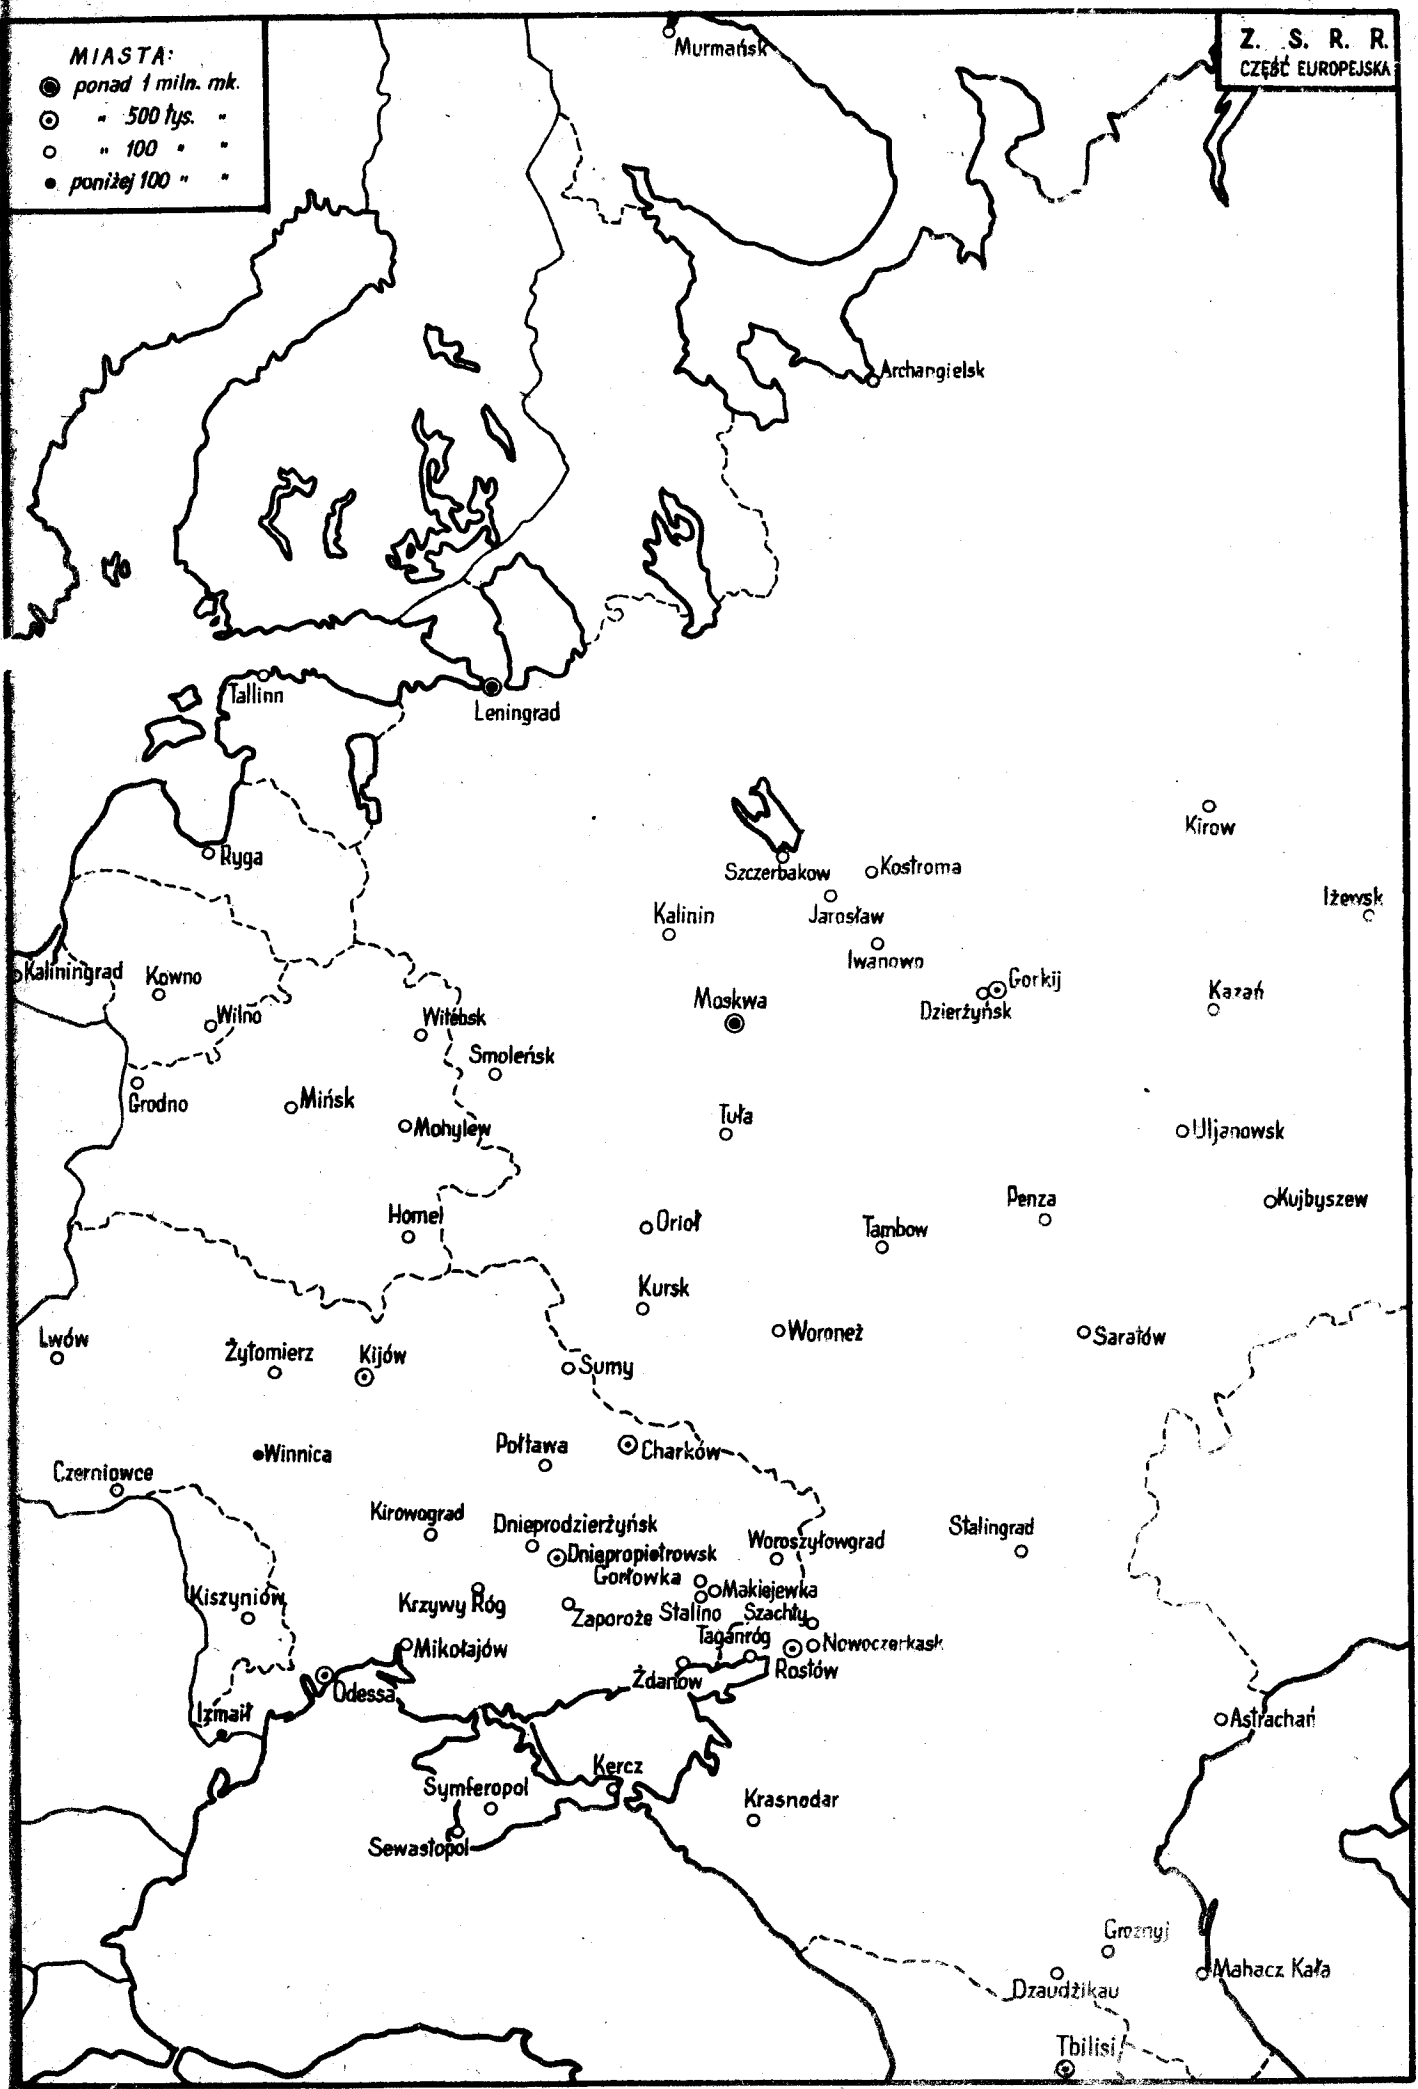 MIASTA:
ponad 1 miln. mk.
" 500 tys. "
" 100 " "
poniżej 100 " "
Z. S. R. R.
CZĘŚĆ EUROPEJSKA
Murmańsk
Archangielsk
Tallinn
Leningrad
Kirow
Ryga
Szczerbakow
Kostroma
Iżewsk
Kalinin
Jarosław
Iwanowo
Kaliningrad
Kowno
Gorkij
Moskwa
Dzierżyńsk
Kazań
Wilno
Witebsk
Smoleńsk
Grodno
Mińsk
Mohylew
Tuła
Uljanowsk
Homel
Orioł
Tambow
Penza
Kujbyszew
Kursk
Lwów
Żytomierz
Kijów
Sumy
Woroneż
Saratów
Winnica
Połtawa
Charków
Czerniowce
Kirowograd
Dnieprodzierżyńsk
Dniepropietrowsk
Woroszyłowgrad
Stalingrad
Gorłowka
Makiejewka
Kiszyniów
Krzywy Róg
Zaporoże
Stalino
Szachty
Mikołajów
Taganróg
Nowoczerkask
Żdanow
Rostów
Odessa
Izmaił
Astrachań
Kercz
Symferopol
Krasnodar
Sewastopol
Groznyj
Dzaudżikau
Mahacz Kała
Tbilisi